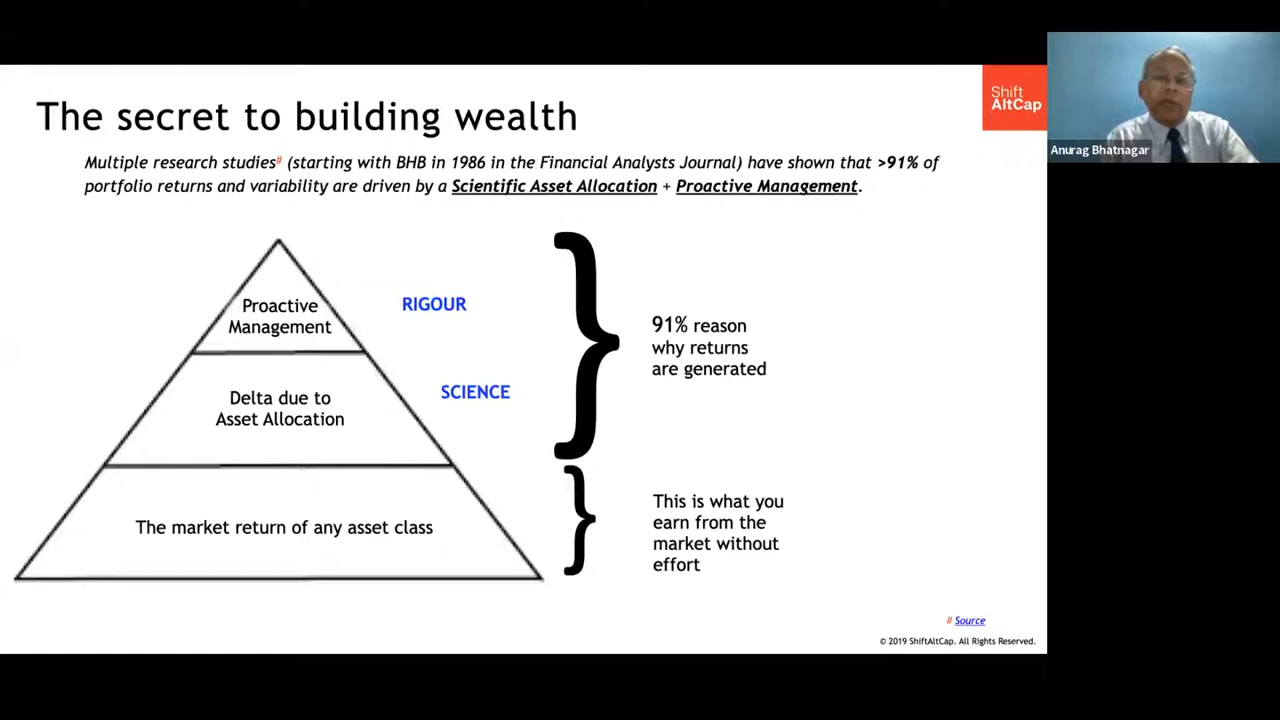 The secret to building wealth
Shift
AltCap
Anurag Bhatnagar
Multiple research studies# (starting with BHB in 1986 in the Financial Analysts Journal) have shown that >91% of
portfolio returns and variability are driven by a Scientific Asset Allocation + Proactive Management.
Proactive
Management
RIGOUR
91% reason
why returns
are generated
Delta due to
Asset Allocation
SCIENCE
The market return of any asset class
This is what you
earn from the
market without
effort
# Source
© 2019 ShiftAltCap. All Rights Reserved.